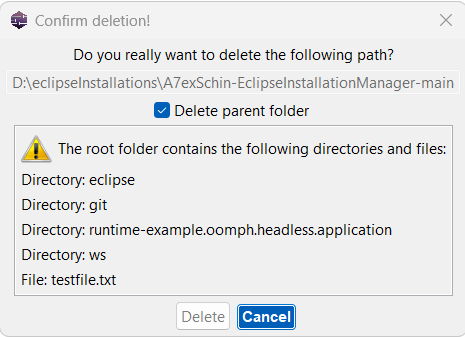 Confirm deletion!
Do you really want to delete the following path?
D:\eclipseInstallations\A7exSchin-EclipseInstallationManager-main
Delete parent folder
The root folder contains the following directories and files:
Directory: eclipse
Directory: git
Directory: runtime-example.oomph.headless.application
Directory: ws
File: testfile.txt
Delete Cancel